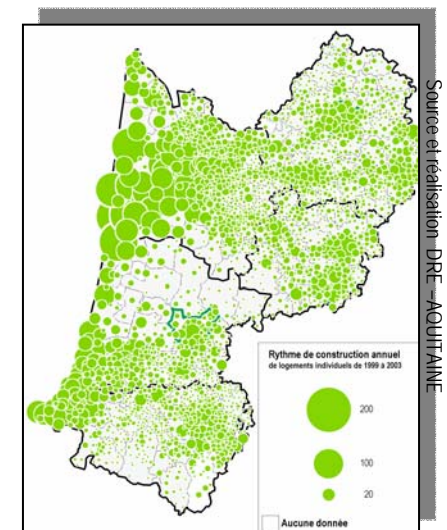 Rythme de construction annuel
de logements individuels de 1999 à 2003
200
100
20
Aucune donnée
Source et réalisation DRE –AQUITAINE